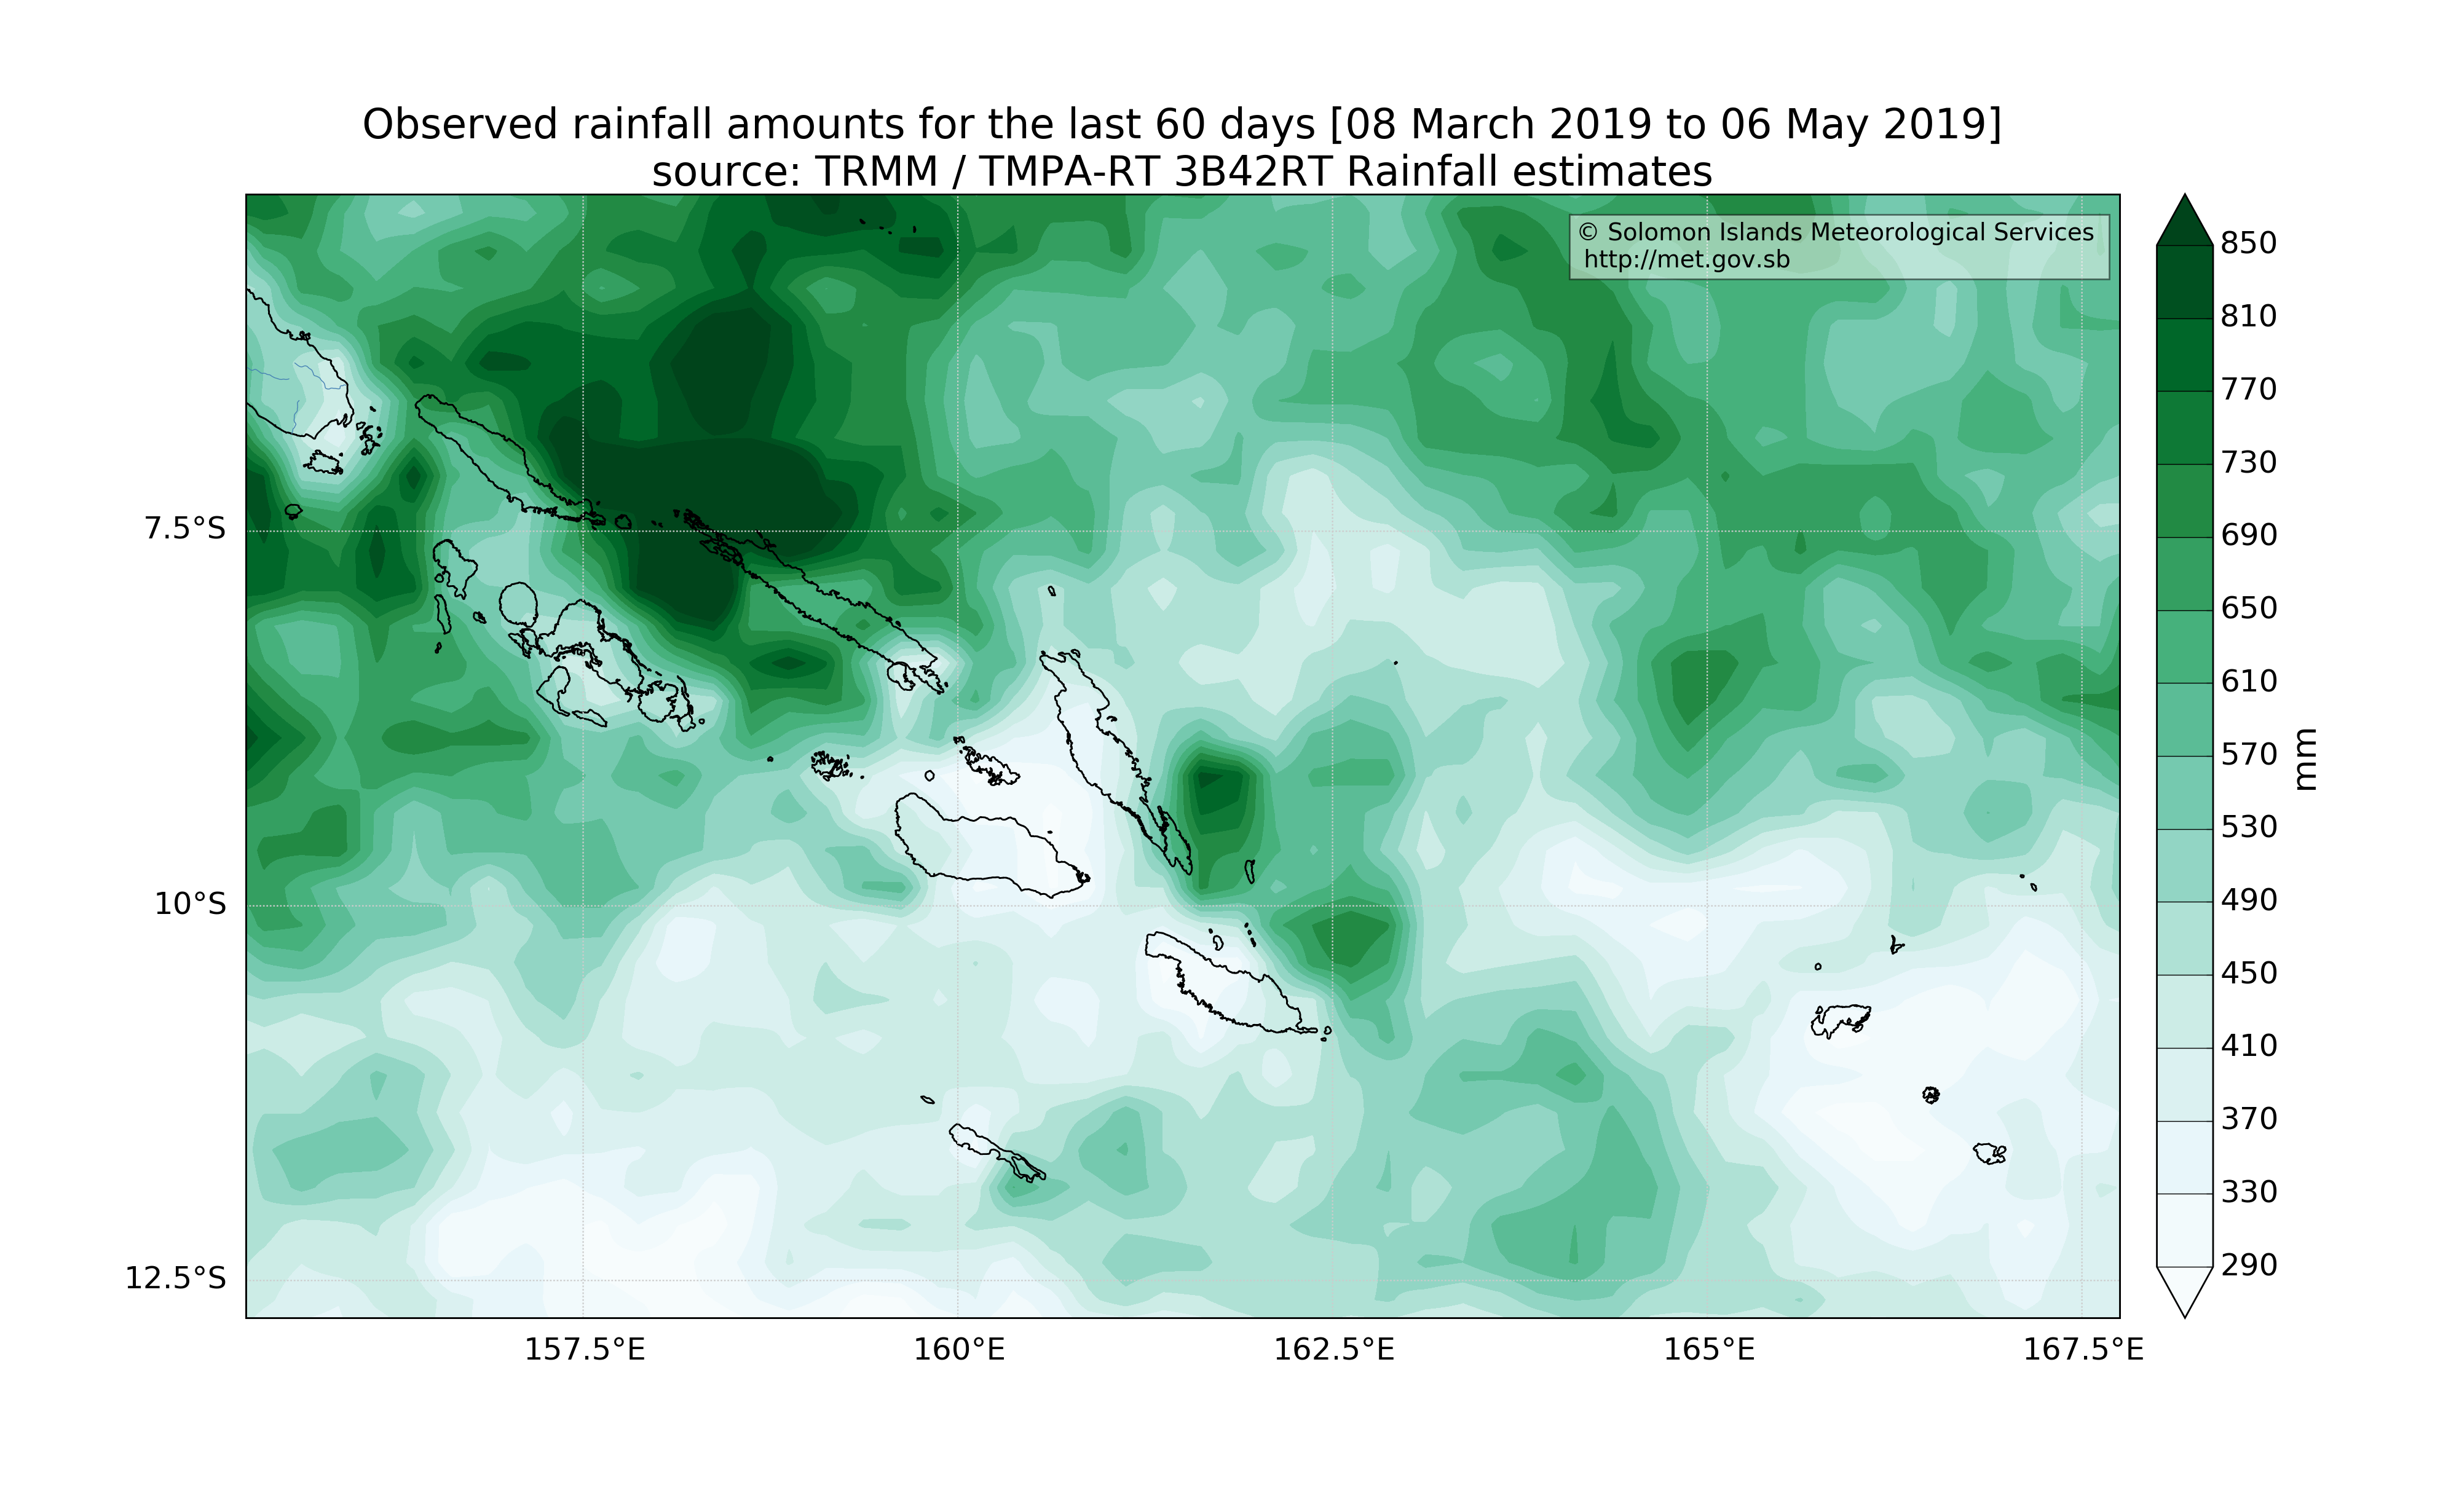 Observed rainfall amounts for the last 60 days [08 March 2019 to 06 May 2019]
source: TRMM / TMPA-RT 3B42RT Rainfall estimates
© Solomon Islands Meteorological Services
http://met.gov.sb
850
810
770
730
690
650
610
570
530
490
450
410
370
330
290
mm
7.5°S
10°S
12.5°S
157.5°E
160°E
162.5°E
165°E
167.5°E